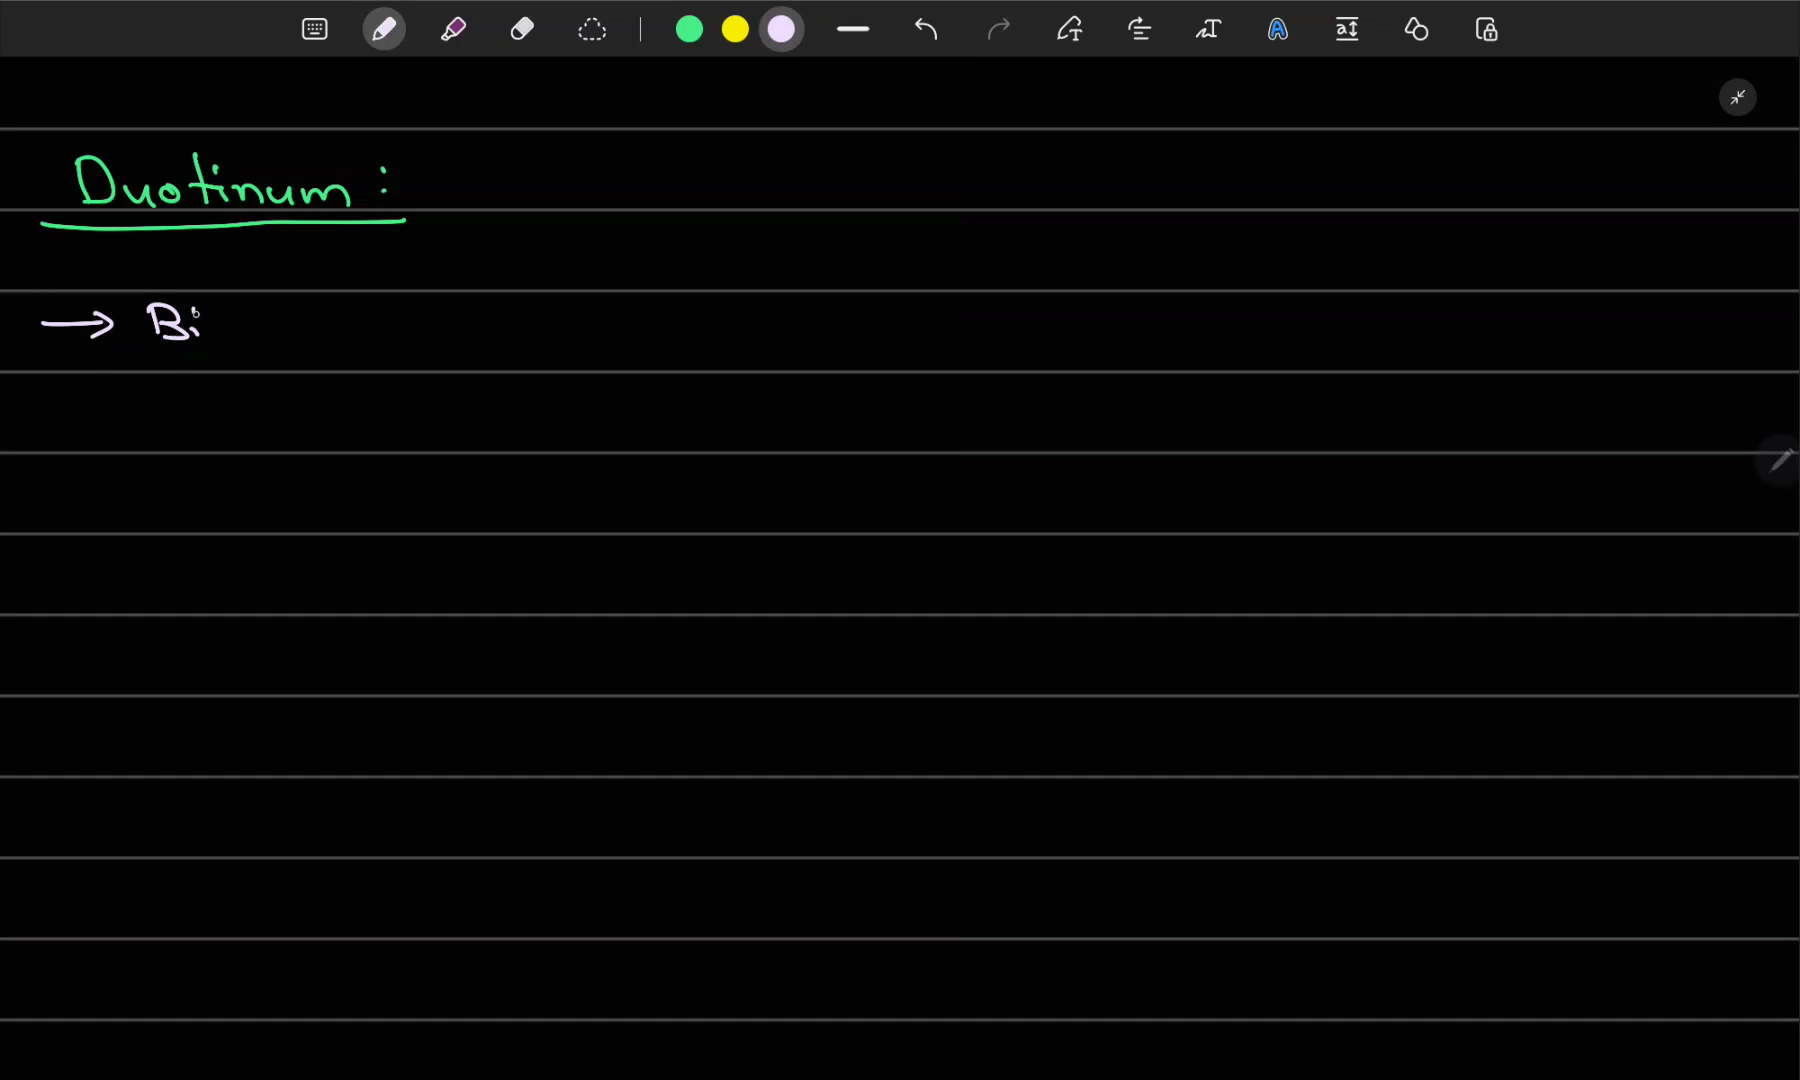 Duotinum :
→ Bi